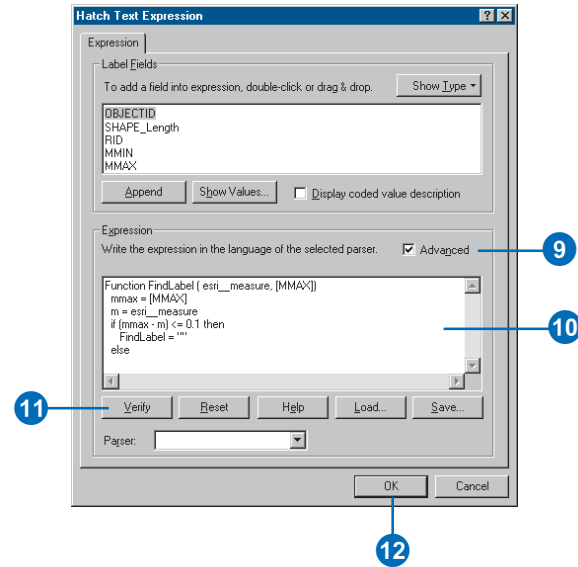 Hatch Text Expression
Expression
Label Fields
To add a field into expression, double-click or drag & drop.
Show Type
OBJECTID
SHAPE_Length
RID
MMIN
MMAX
Append
Show Values...
Display coded value description
Expression
Write the expression in the language of the selected parser.
Advanced
9
Function FindLabel ( esri__measure, [MMAX])
mmax = [MMAX]
m = esri__measure
if (mmax - m) <= 0.1 then
FindLabel = ""
else
10
11
Verify
Reset
Help
Load...
Save...
Parser:
OK
Cancel
12